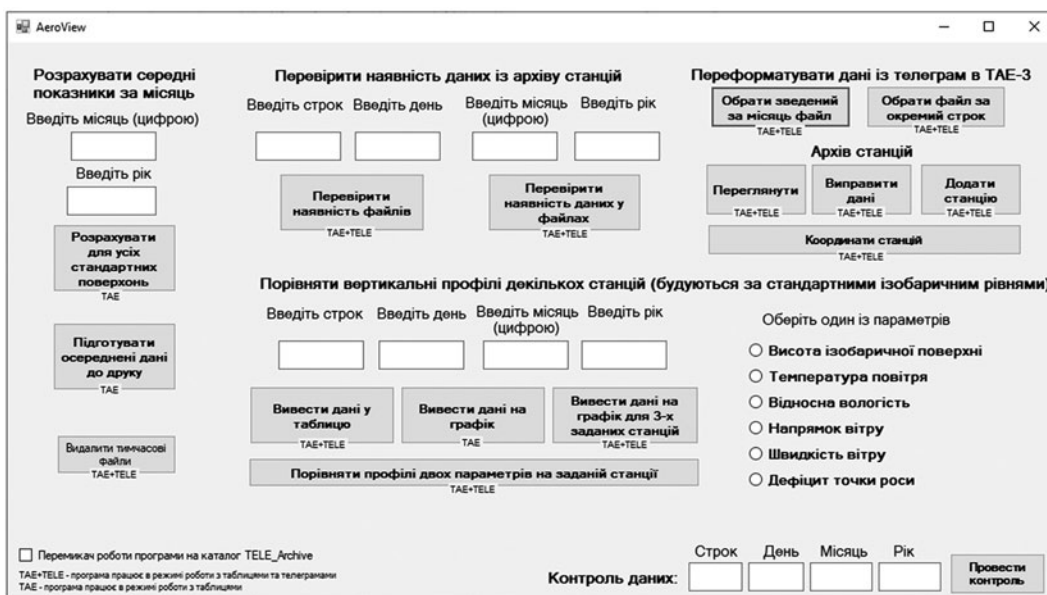 AeroView
Розрахувати середні
показники за місяць
Введіть місяць (цифрою)
Введіть рік
Розрахувати
для усіх
стандартних
поверхонь
TAE
Підготувати
осереднені дані
до друку
TAE
Видалити тимчасові
файли
TAE+TELE
Перевірити наявність даних із архіву станцій
Введіть строк Введіть день Введіть місяць Введіть рік
(цифрою)
Перевірити
наявність файлів
TAE+TELE
Перевірити
наявність даних у
файлах
TAE+TELE
Переформатувати дані із телеграм в ТАЕ-3
Обрати зведений
за місяць файл
TAE+TELE
Обрати файл за
окремий строк
TAE+TELE
Архів станцій
Переглянути
TAE+TELE
Виправити
дані
TAE+TELE
Додати
станцію
TAE+TELE
Координати станцій
TAE+TELE
Порівняти вертикальні профілі декількох станцій (будуються за стандартними ізобаричним рівнями)
Введіть строк Введіть день Введіть місяць Введіть рік
(цифрою)
Вивести дані у
таблицю
TAE+TELE
Вивести дані на
графік
TAE
Вивести дані на
графік для 3-х
заданих станцій
TAE+TELE
Порівняти профілі двох параметрів на заданій станції
TAE+TELE
Оберіть один із параметрів
Висота ізобаричної поверхні
Температура повітря
Відносна вологість
Напрямок вітру
Швидкість вітру
Дефіцит точки роси
Перемикач роботи програми на каталог TELE_Archive
TAE+TELE - програма працює в режимі роботи з таблицями та телеграмами
TAE - програма працює в режимі роботи з таблицями
Строк День Місяць Рік
Контроль даних:
Провести
контроль